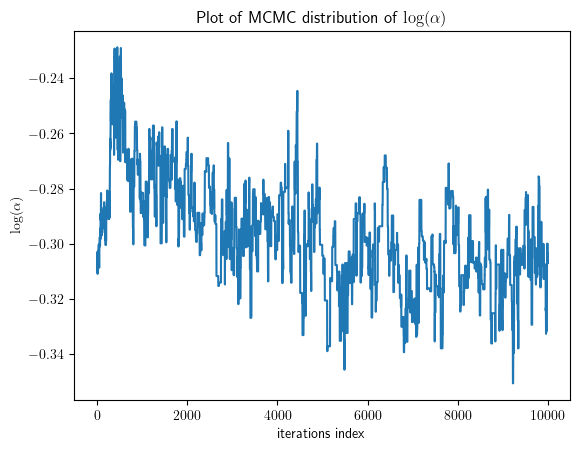 Plot of MCMC distribution of log(α)
−0.24
−0.26
−0.28
−0.30
−0.32
−0.34
log(α)
0 2000 4000 6000 8000 10000
iterations index